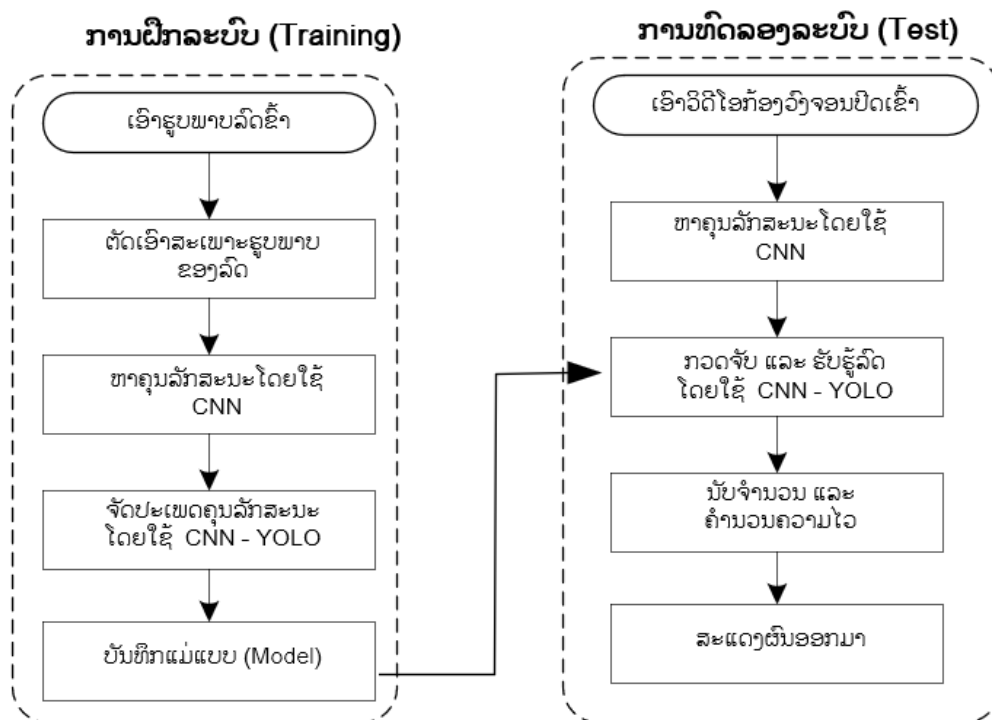 ການຝຶກລະບົບ (Training)
ເອົາຮູບພາບລົດຂົ້າ
ຕັດເອົາສະເພາະຮູບພາບ
ຂອງລົດ
ຫາຄຸນລັກສະນະໂດຍໃຊ້
CNN
ຈັດປະເພດຄຸນລັກສະນະ
ໂດຍໃຊ້ CNN - YOLO
ບັນທຶກແມ່ແບບ (Model)
ການທົດລອງລະບົບ (Test)
ເອົາວິດີໂອກ້ອງວົງຈອນປິດເຂົ້າ
ຫາຄຸນລັກສະນະໂດຍໃຊ້
CNN
ກວດຈັບ ແລະ ຮັບຮູ້ລົດ
ໂດຍໃຊ້ CNN - YOLO
ນັບຈຳນວນ ແລະ
ຄຳນວນຄວາມໄວ
ສະແດງຜົນອອກມາ